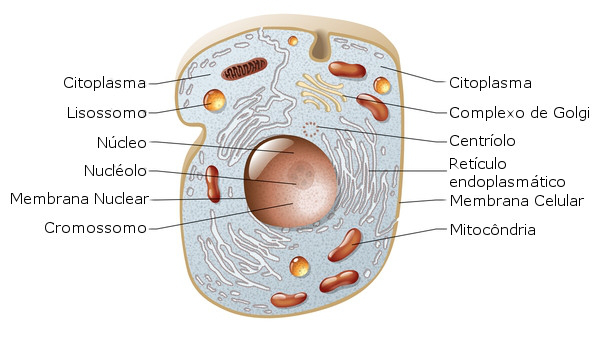 Citoplasma
Lisossomo
Núcleo
Nucléolo
Membrana Nuclear
Cromossomo
Citoplasma
Complexo de Golgi
Centríolo
Retículo
endoplasmático
Membrana Celular
Mitocôndria